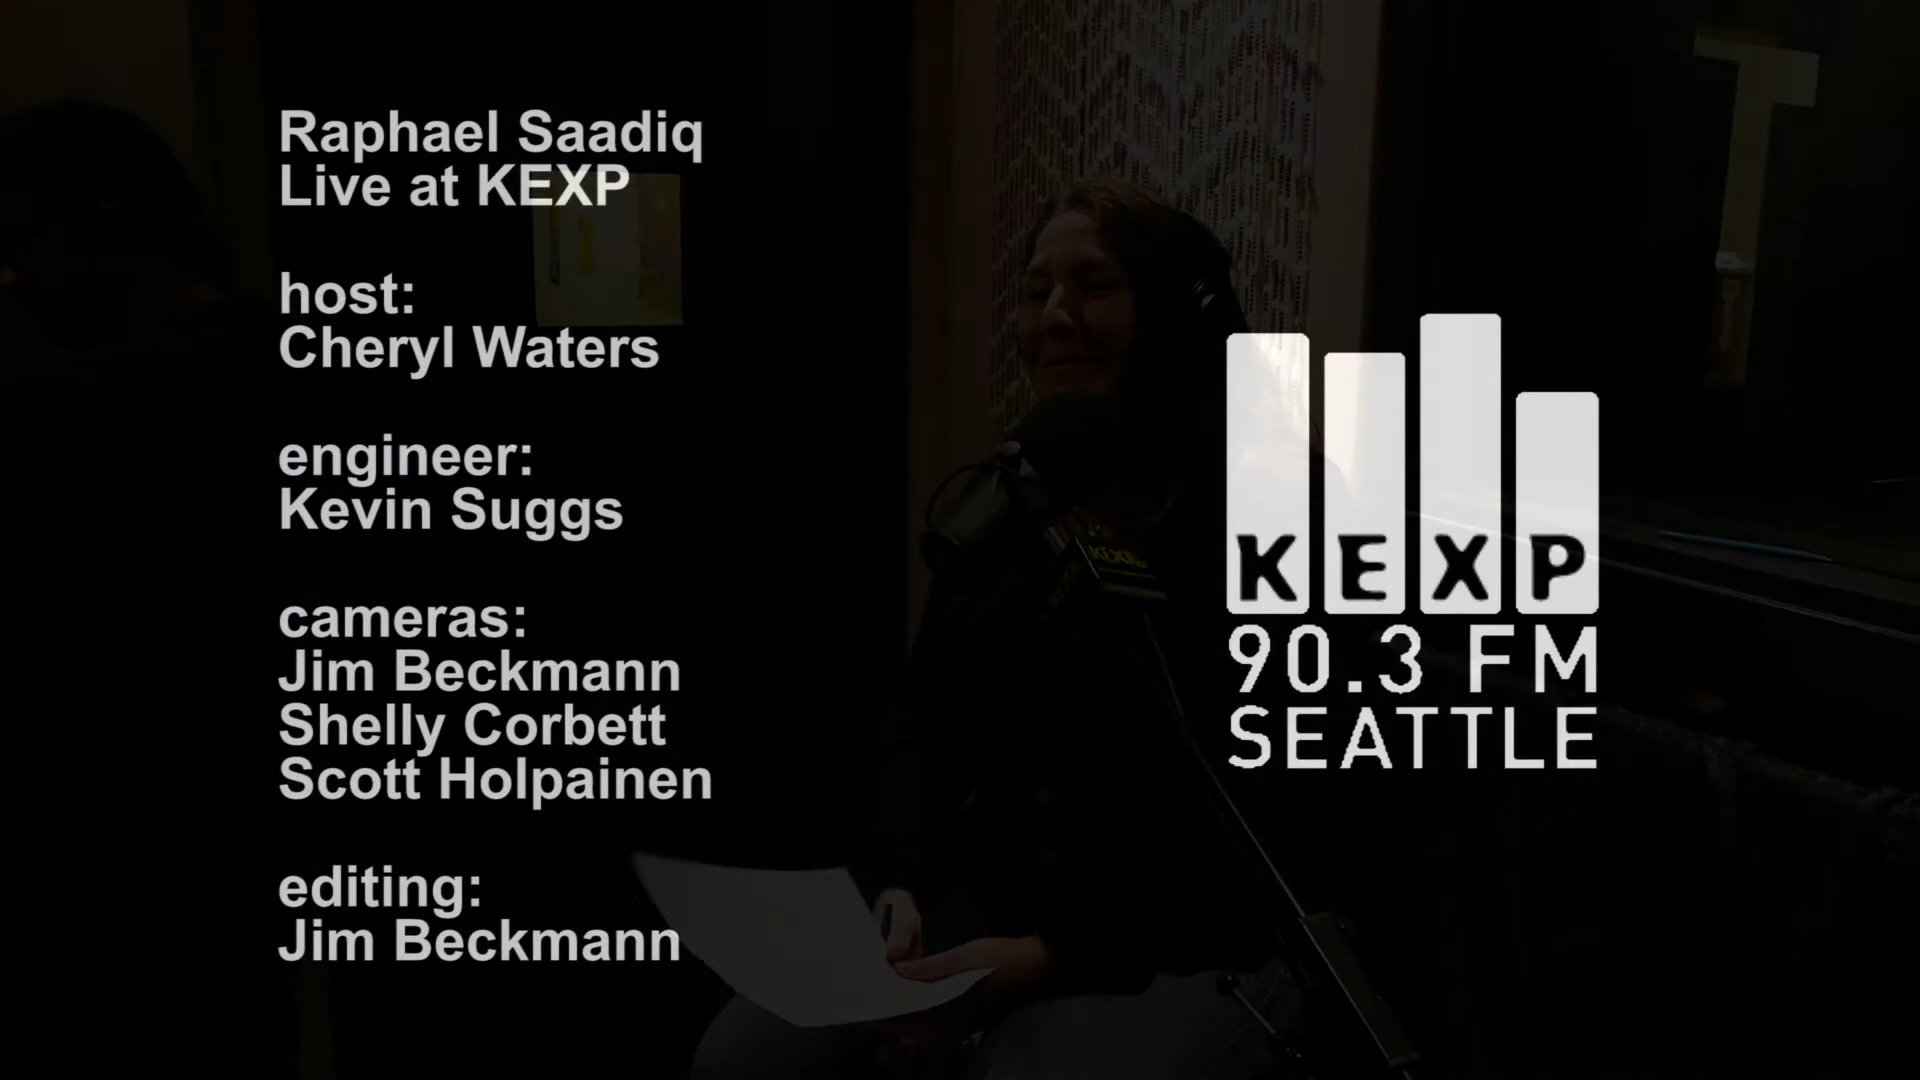 Raphael Saadiq
Live at KEXP
host:
Cheryl Waters
engineer:
Kevin Suggs
cameras:
Jim Beckmann
Shelly Corbett
Scott Holpainen
editing:
Jim Beckmann
KEXP
90.3 FM
SEATTLE
KEXP